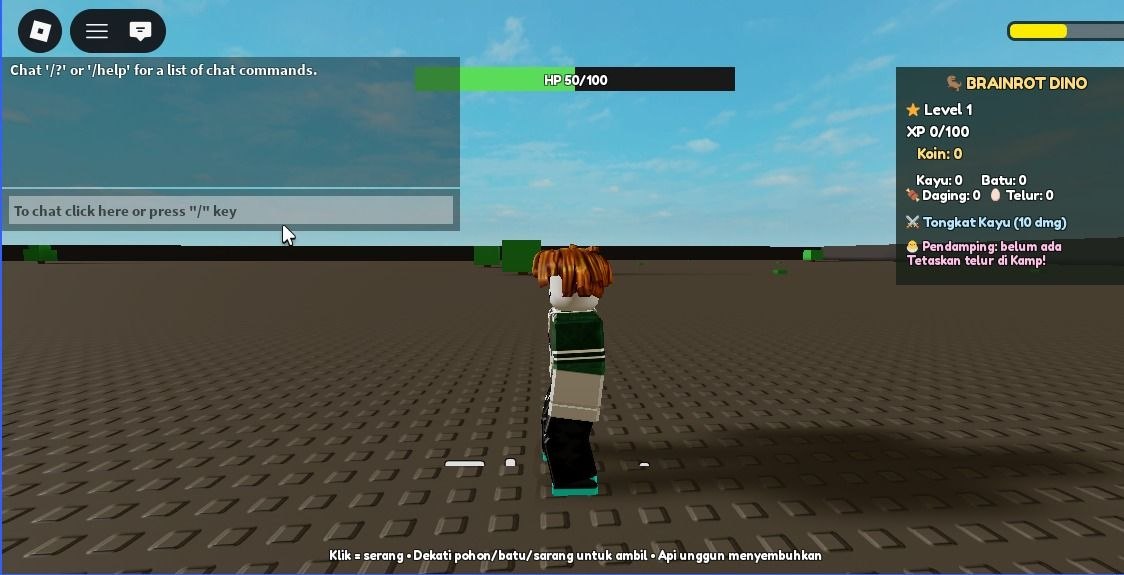 Chat '/?' or '/help' for a list of chat commands.
To chat click here or press "/" key
HP 50/100
BRAINROT DINO
Level 1
XP 0/100
Koin: 0
Kayu: 0 Batu: 0
Daging: 0 Telur: 0
Tongkat Kayu (10 dmg)
Pendamping: belum ada
Tetaskan telur di Kamp!
Klik = serang • Dekati pohon/batu/sarang untuk ambil • Api unggun menyembuhkan